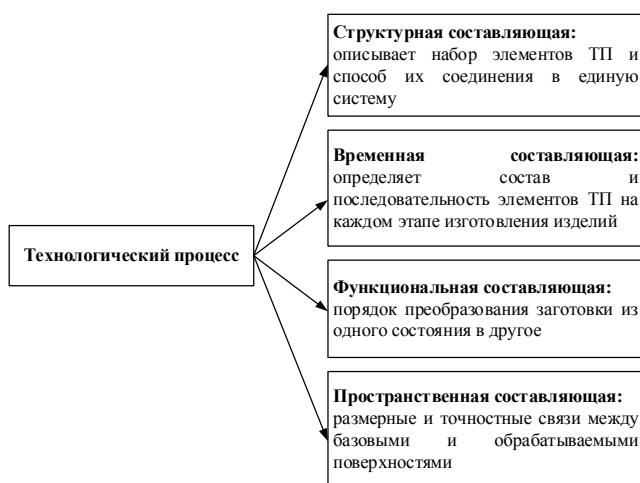 Технологический процесс
Структурная составляющая:
описывает набор элементов ТП и
способ их соединения в единую
систему
Временная составляющая:
определяет состав и
последовательность элементов ТП на
каждом этапе изготовления изделий
Функциональная составляющая:
порядок преобразования заготовки из
одного состояния в другое
Пространственная составляющая:
размерные и точностные связи между
базовыми и обрабатываемыми
поверхностями